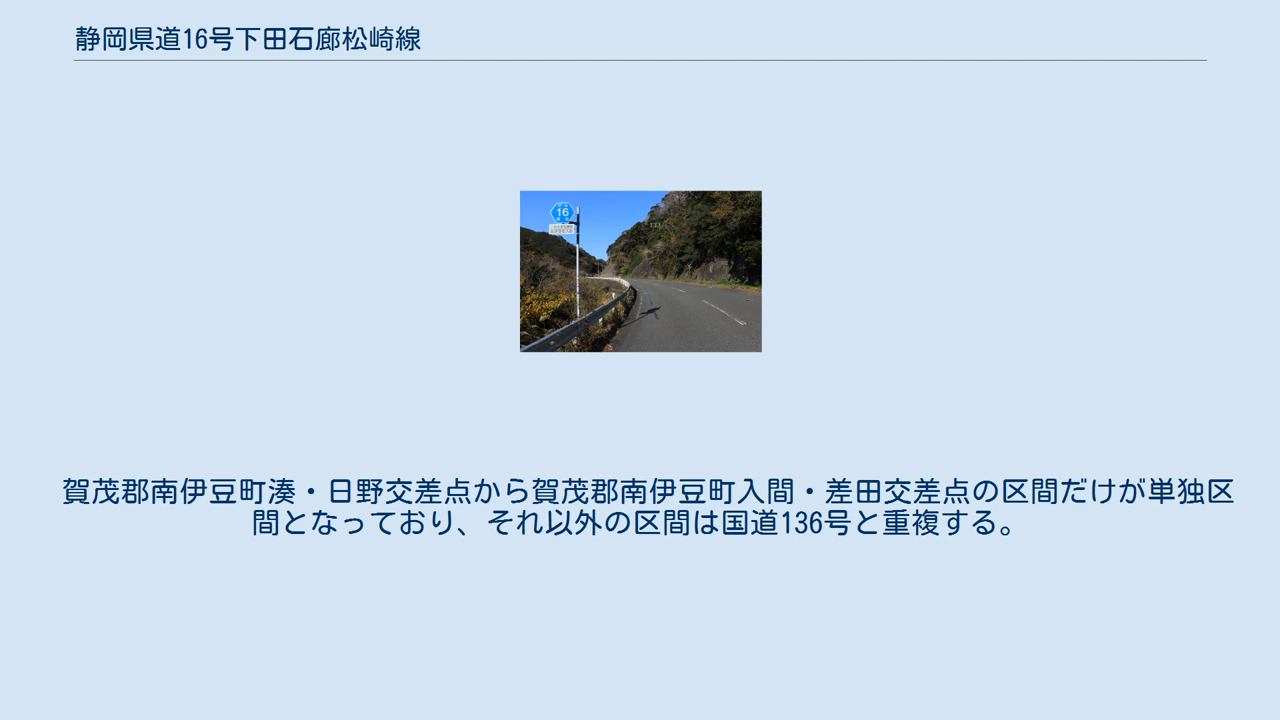 静岡県道16号下田石廊松崎線
16
賀茂郡南伊豆町湊・日野交差点から賀茂郡南伊豆町入間・差田交差点の区間だけが単独区
間となっており、それ以外の区間は国道136号と重複する。